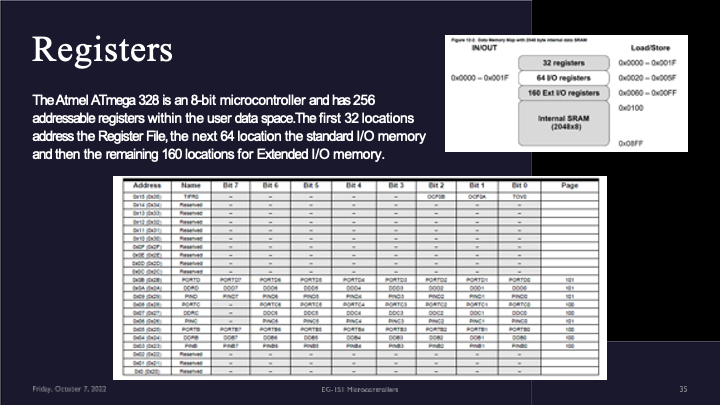 Registers
The Atmel ATmega 328 is an 8-bit microcontroller and has 256
addressable registers within the user data space.The first 32 locations
address the Register File, the next 64 location the standard I/O memory
and then the remaining 160 locations for Extended I/O memory.
Figure 12-2. Data Memory Map with 2048 byte internal data SRAM
IN/OUT Load/Store
32 registers 0x0000 – 0x001F
0x0000 – 0x001F 64 I/O registers 0x0020 – 0x005F
160 Ext I/O registers 0x0060 – 0x00FF
0x0100
Internal SRAM
(2048x8)
0x08FF
Address Name Bit 7 Bit 6 Bit 5 Bit 4 Bit 3 Bit 2 Bit 1 Bit 0 Page
0x15 (0x35) TIFR0 – – – – – OCF0B OCF0A TOV0
0x14 (0x34) Reserved – – – – – – – –
0x13 (0x33) Reserved – – – – – – – –
0x12 (0x32) Reserved – – – – – – – –
0x11 (0x31) Reserved – – – – – – – –
0x10 (0x30) Reserved – – – – – – – –
0x0F (0x2F) Reserved – – – – – – – –
0x0E (0x2E) Reserved – – – – – – – –
0x0D (0x2D) Reserved – – – – – – – –
0x0C (0x2C) Reserved – – – – – – – –
0x0B (0x2B) PORTD PORTD7 PORTD6 PORTD5 PORTD4 PORTD3 PORTD2 PORTD1 PORTD0 101
0x0A (0x2A) DDRD DDD7 DDD6 DDD5 DDD4 DDD3 DDD2 DDD1 DDD0 101
0x09 (0x29) PIND PIND7 PIND6 PIND5 PIND4 PIND3 PIND2 PIND1 PIND0 101
0x08 (0x28) PORTC – PORTC6 PORTC5 PORTC4 PORTC3 PORTC2 PORTC1 PORTC0 100
0x07 (0x27) DDRC – DDC6 DDC5 DDC4 DDC3 DDC2 DDC1 DDC0 100
0x06 (0x26) PINC – PINC6 PINC5 PINC4 PINC3 PINC2 PINC1 PINC0 100
0x05 (0x25) PORTB PORTB7 PORTB6 PORTB5 PORTB4 PORTB3 PORTB2 PORTB1 PORTB0 100
0x04 (0x24) DDRB DDB7 DDB6 DDB5 DDB4 DDB3 DDB2 DDB1 DDB0 100
0x03 (0x23) PINB PINB7 PINB6 PINB5 PINB4 PINB3 PINB2 PINB1 PINB0 100
0x02 (0x22) Reserved – – – – – – – –
0x01 (0x21) Reserved – – – – – – – –
0x0 (0x20) Reserved – – – – – – – –
Friday, October 7, 2022 EG-151 Microcontrollers 35